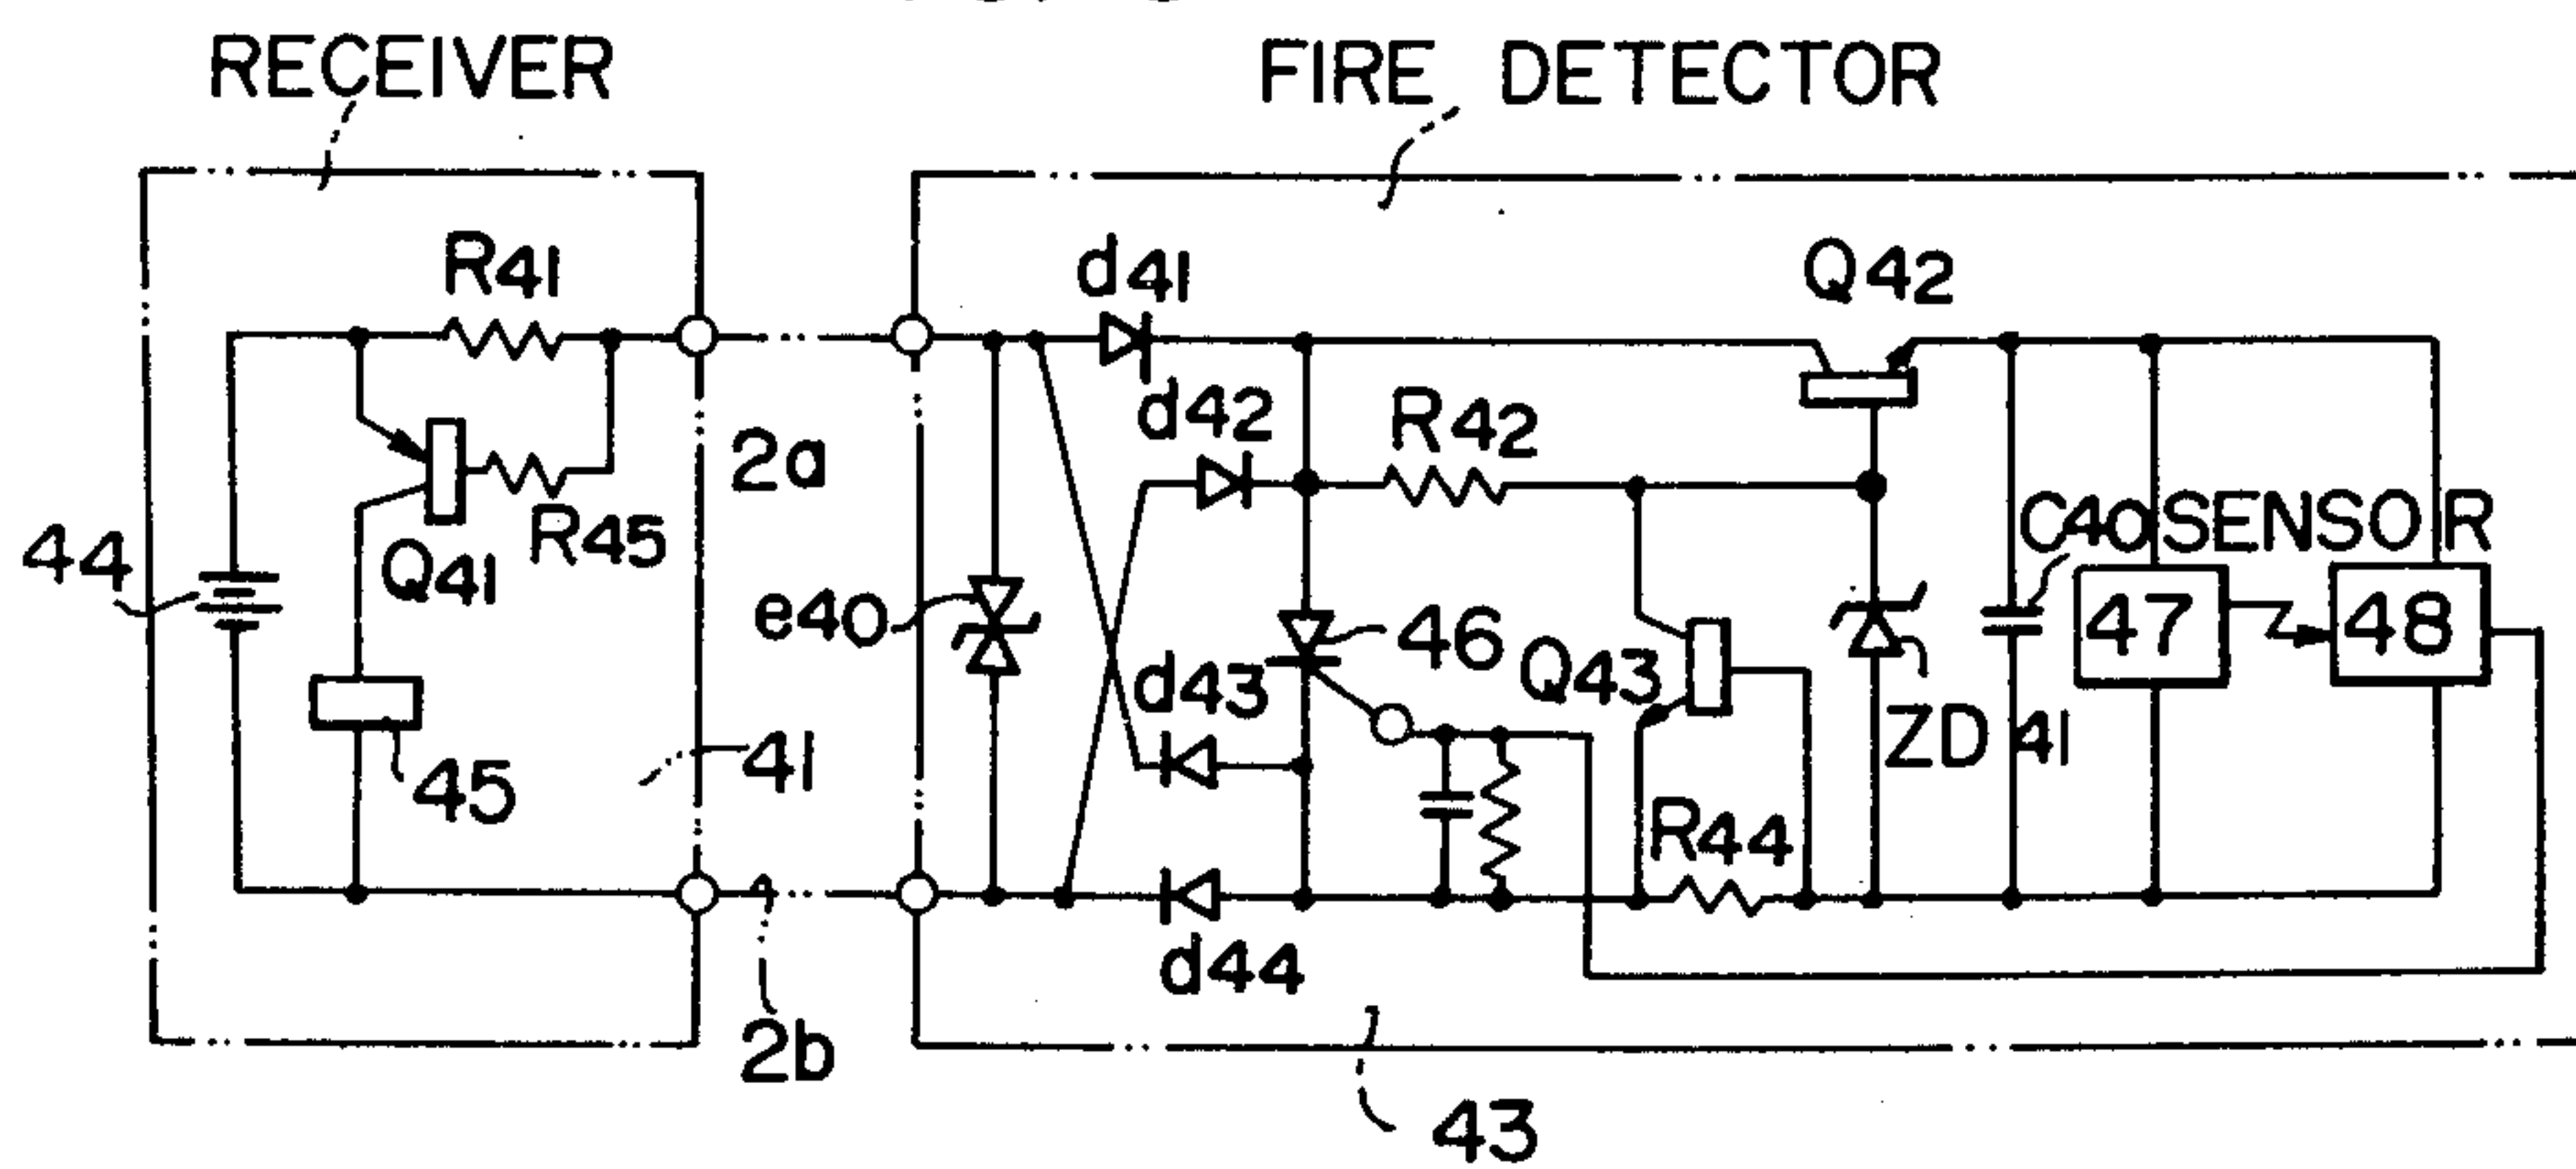 RECEIVER
FIRE DETECTOR
R41
d41
Q42
2a
d42
R42
44
Q41
R45
e40
46
Q43
C40
SENSOR
47
48
d43
ZD 41
45
41
R44
d44
2b
43